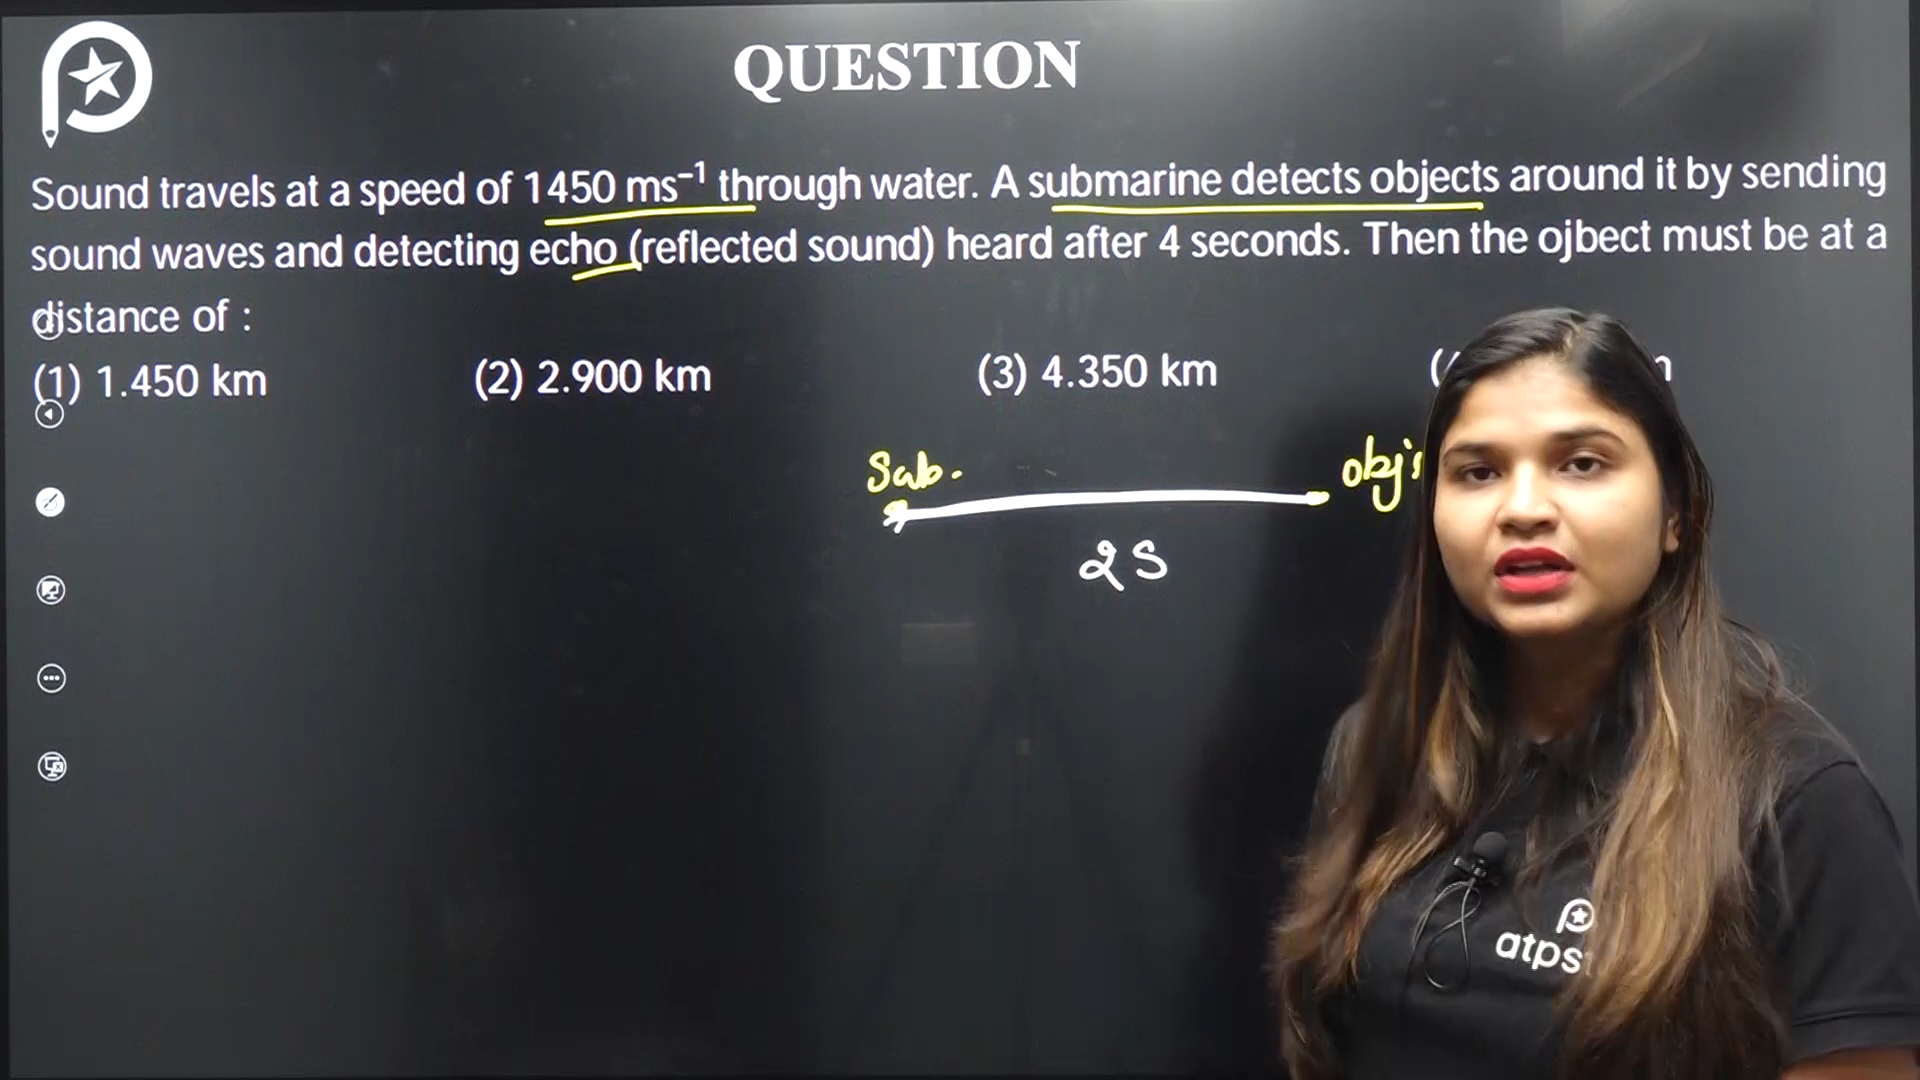 QUESTION
Sound travels at a speed of 1450 ms⁻¹ through water. A submarine detects objects around it by sending
sound waves and detecting echo (reflected sound) heard after 4 seconds. Then the ojbect must be at a
distance of :
(1) 1.450 km (2) 2.900 km (3) 4.350 km
Sub. obj's
2S
atps